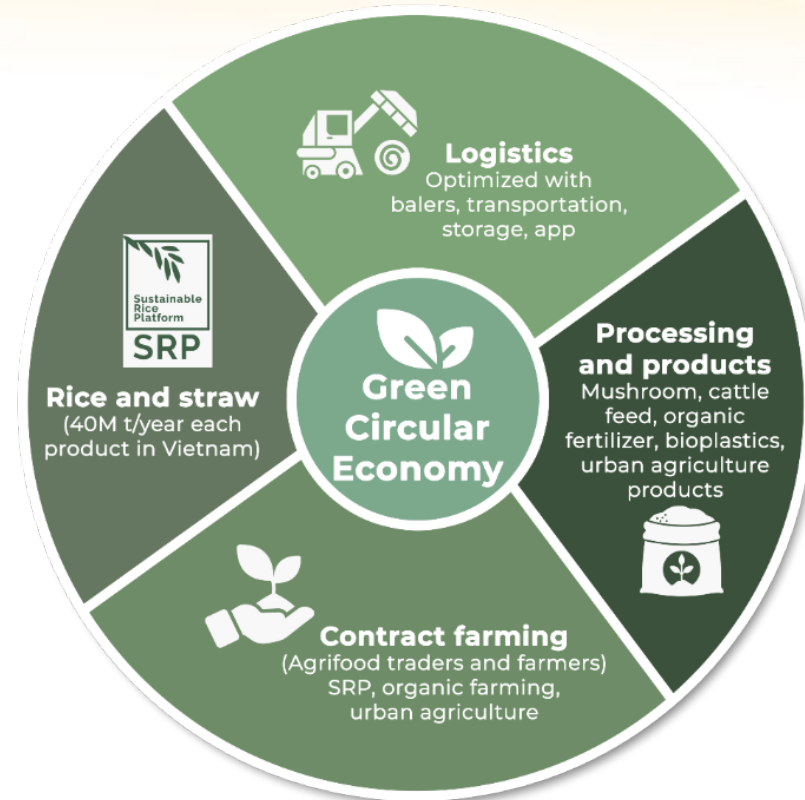 Logistics
Optimized with
balers, transportation,
storage, app
Processing
and products
Mushroom, cattle
feed, organic
fertilizer, bioplastics,
urban agriculture
products
Contract farming
(Agrifood traders and farmers)
SRP, organic farming,
urban agriculture
Sustainable
Rice
Platform
SRP
Rice and straw
(40M t/year each
product in Vietnam)
Green
Circular
Economy